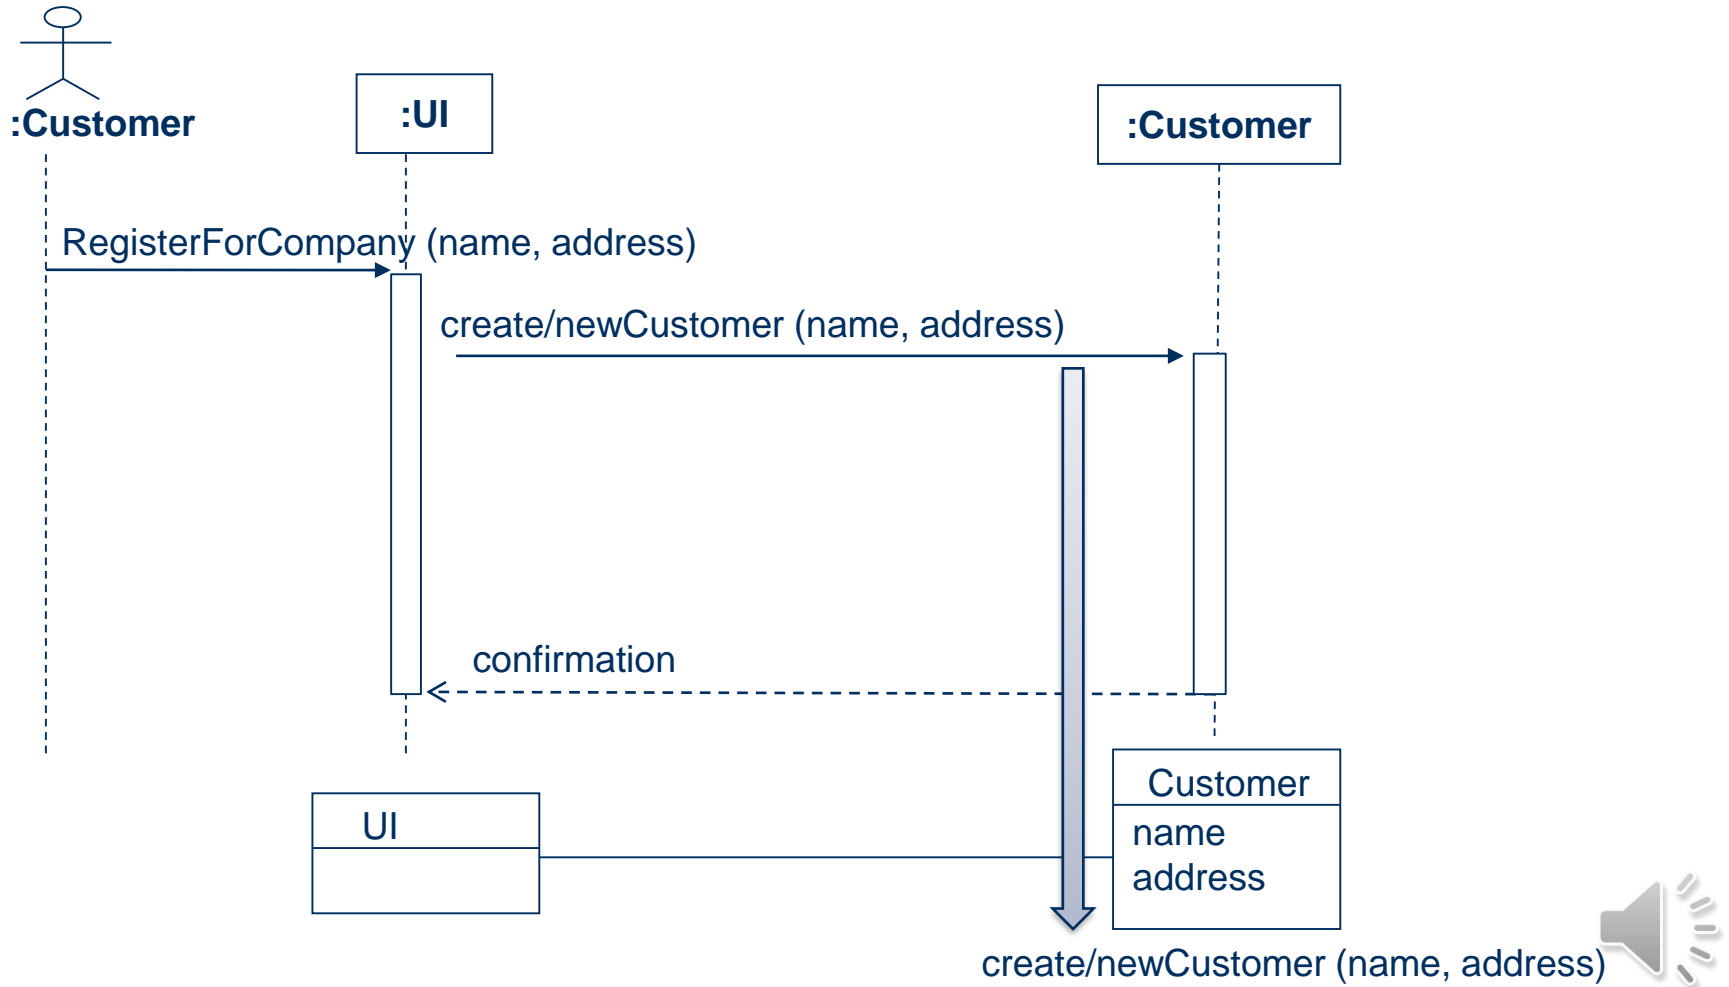 :Customer
:UI
:Customer
RegisterForCompany (name, address)
create/newCustomer (name, address)
confirmation
UI
Customer
name
address
create/newCustomer (name, address)